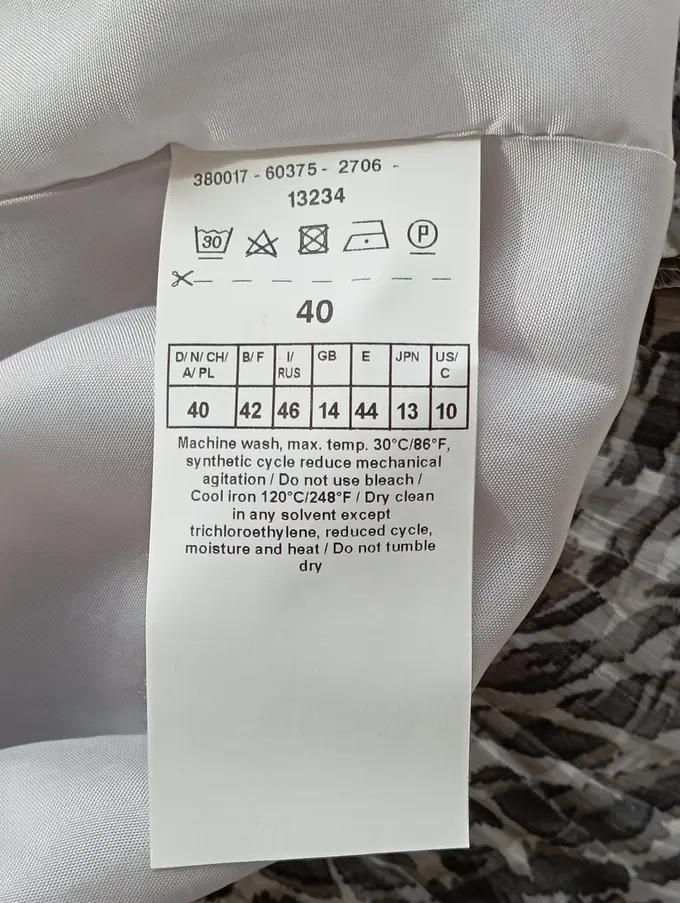 380017 - 60375 - 2706 -
13234
30 P
40
D/ N/ CH/ A/ PL B/ F I/ RUS GB E JPN US/ C
40 42 46 14 44 13 10
Machine wash, max. temp. 30°C/86°F,
synthetic cycle reduce mechanical
agitation / Do not use bleach /
Cool iron 120°C/248°F / Dry clean
in any solvent except
trichloroethylene, reduced cycle,
moisture and heat / Do not tumble
dry